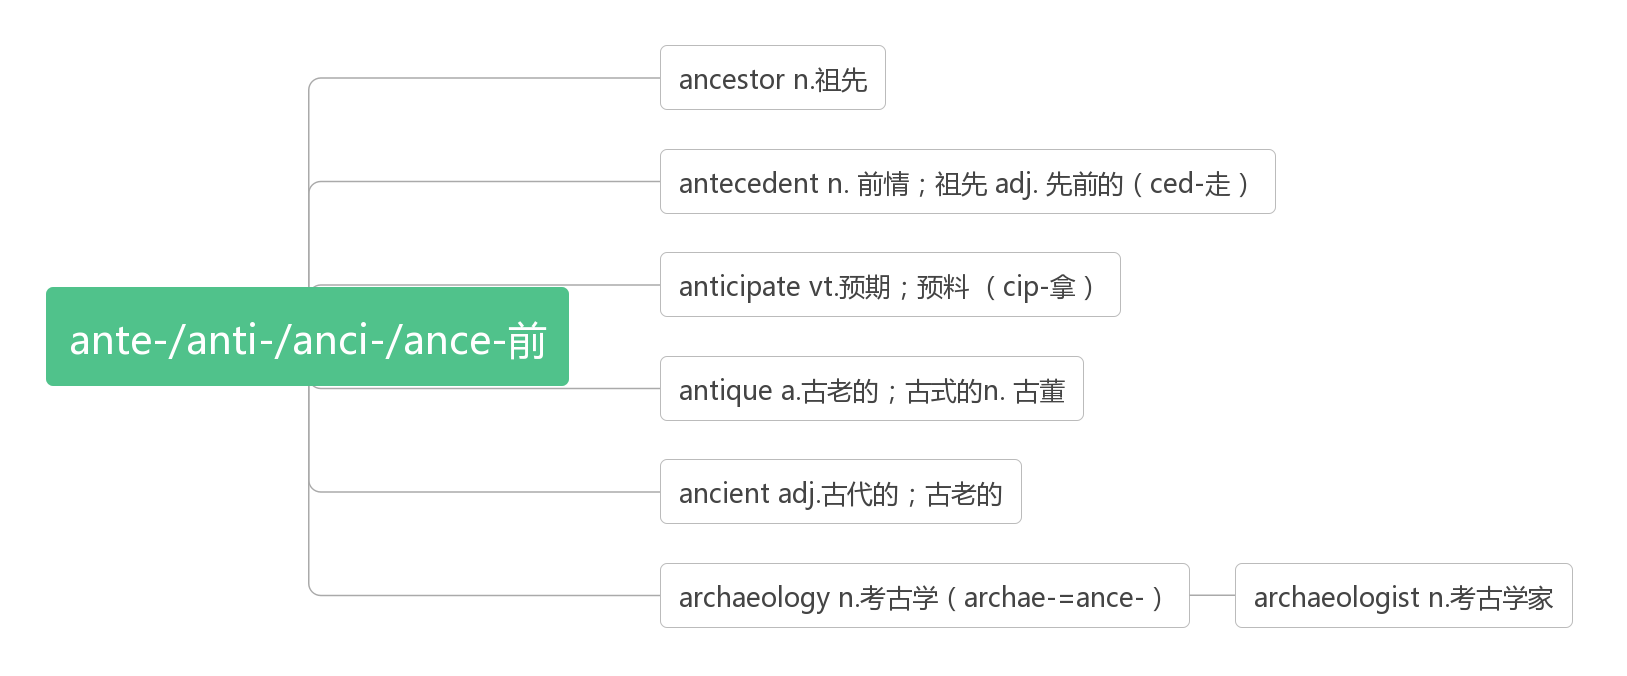 ante-/anti-/anci-/ance-前
ancestor n.祖先
antecedent n. 前情；祖先 adj. 先前的（ced-走）
anticipate vt.预期；预料 （cip-拿）
antique a.古老的；古式的n. 古董
ancient adj.古代的；古老的
archaeology n.考古学（archae-=ance-）
archaeologist n.考古学家